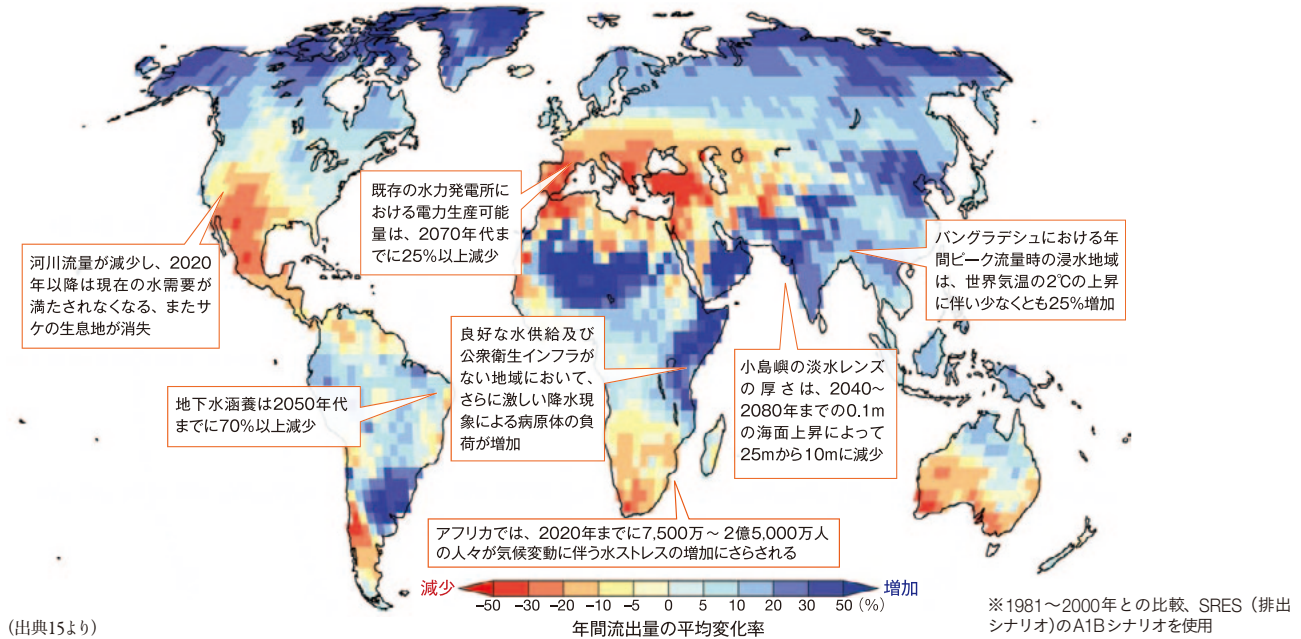 既存の水力発電所に
おける電力生産可能
量は、2070年代ま
でに25%以上減少
河川流量が減少し、2020
年以降は現在の水需要が
満たされなくなる、またサ
ケの生息地が消失
バングラデシュにおける年
間ピーク流量時の浸水地域
は、世界気温の2℃の上昇
に伴い少なくとも25%増加
良好な水供給及び
公衆衛生インフラが
ない地域において、
さらに激しい降水現
象による病原体の負
荷が増加
小島嶼の淡水レンズ
の厚さは、2040~
2080年までの0.1m
の海面上昇によって
25mから10mに減少
地下水涵養は2050年代
までに70%以上減少
アフリカでは、2020年までに7,500万~2億5,000万人
の人々が気候変動に伴う水ストレスの増加にさらされる
減少 増加
-50 -30 -20 -10 -5 0 5 10 20 30 50 (%)
年間流出量の平均変化率
※1981~2000年との比較、SRES(排出
シナリオ)のA1Bシナリオを使用
(出典15より)